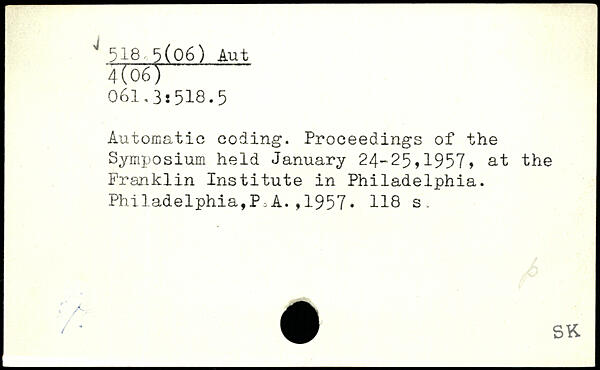 518.5(06) Aut
4(06)
061.3:518.5
Automatic coding. Proceedings of the
Symposium held January 24-25,1957, at the
Franklin Institute in Philadelphia.
Philadelphia,P.A.,1957. 118 s.
p
SK